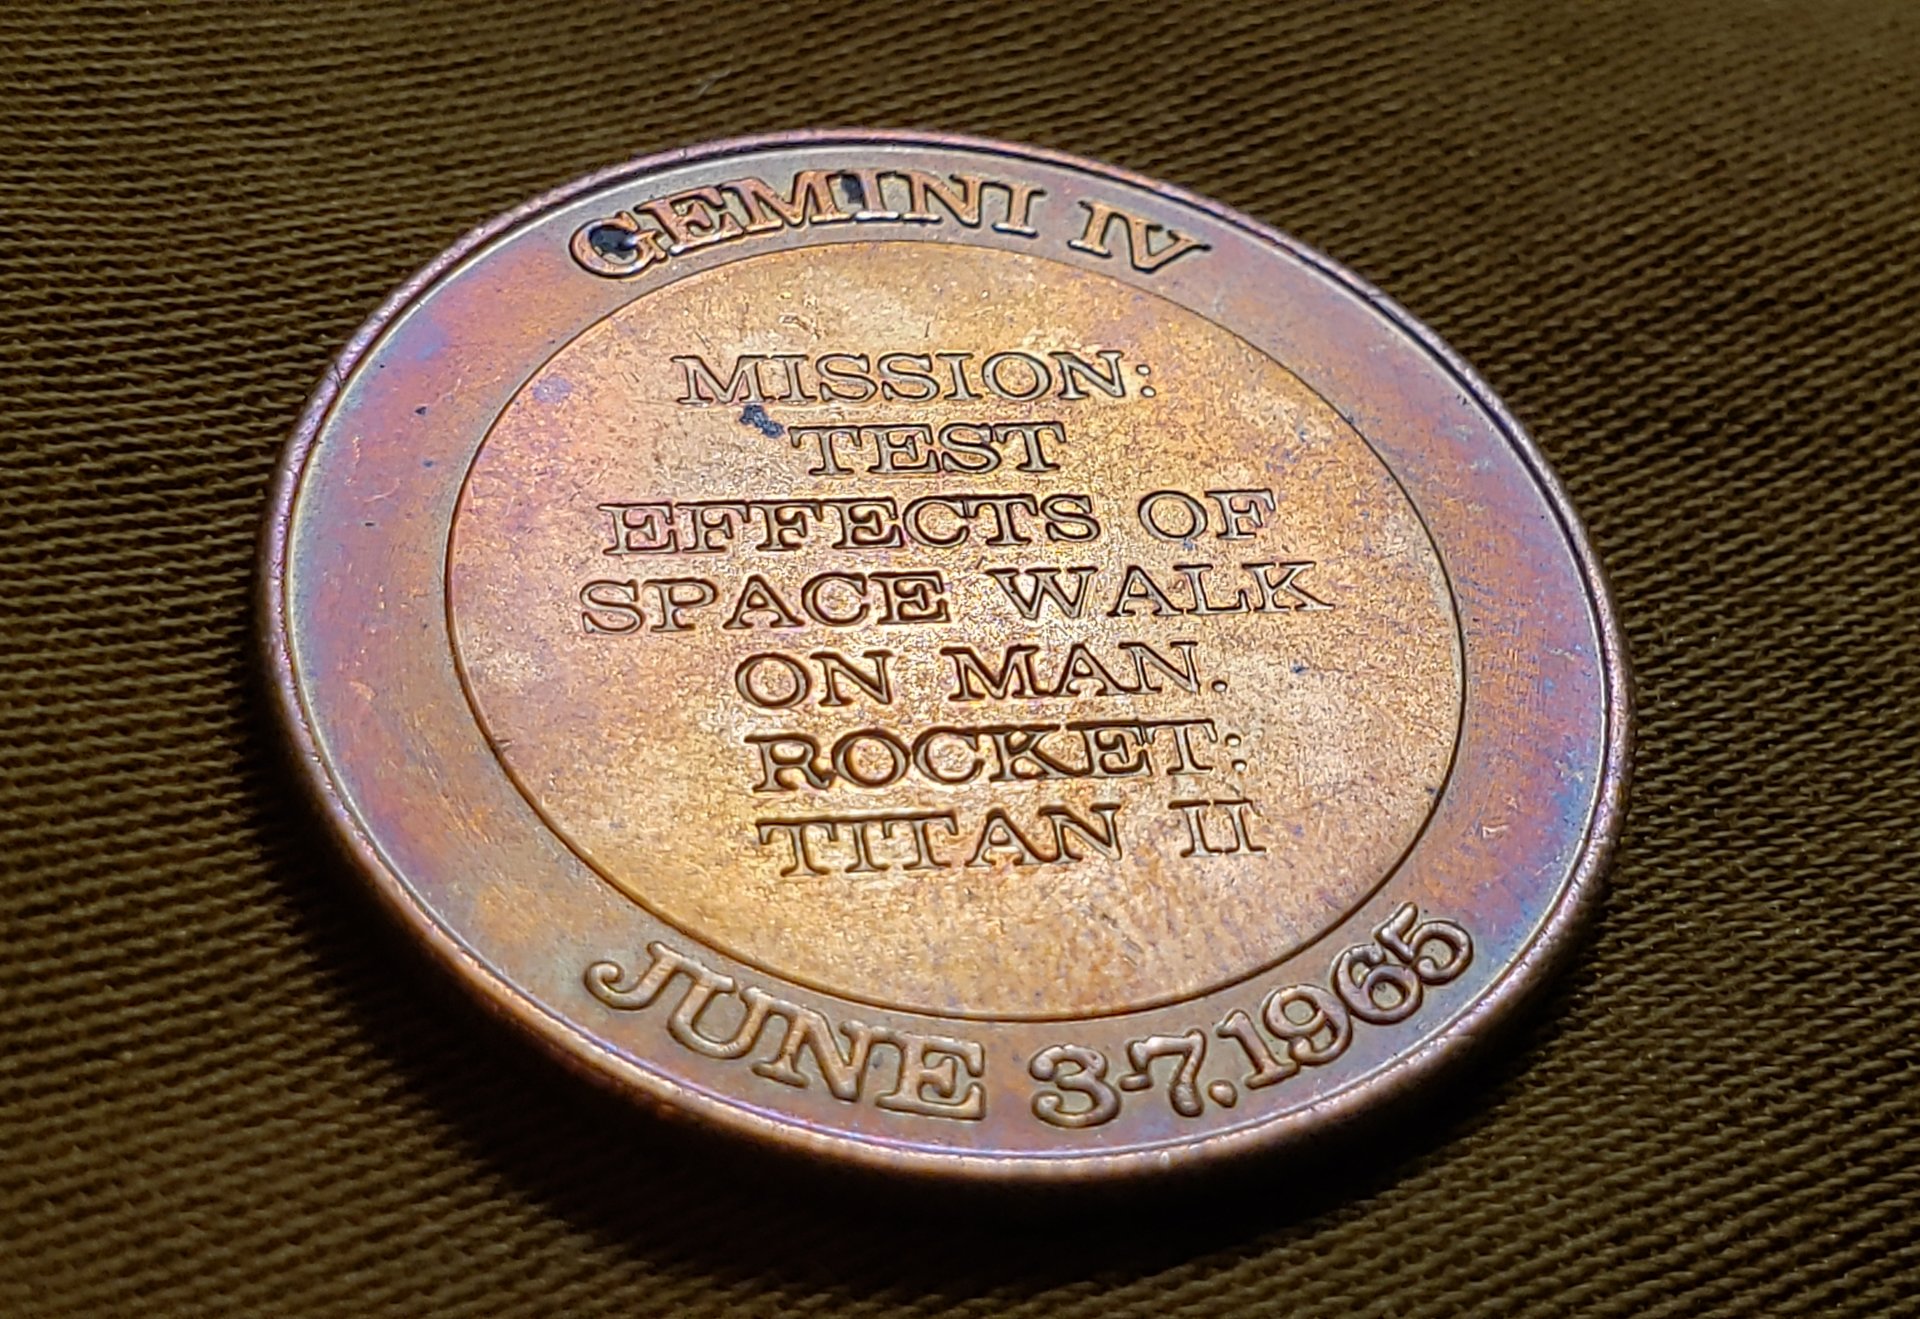 GEMINI IV
MISSION:
TEST
EFFECTS OF
SPACE WALK
ON MAN.
ROCKET:
TITAN II
JUNE 3-7.1965